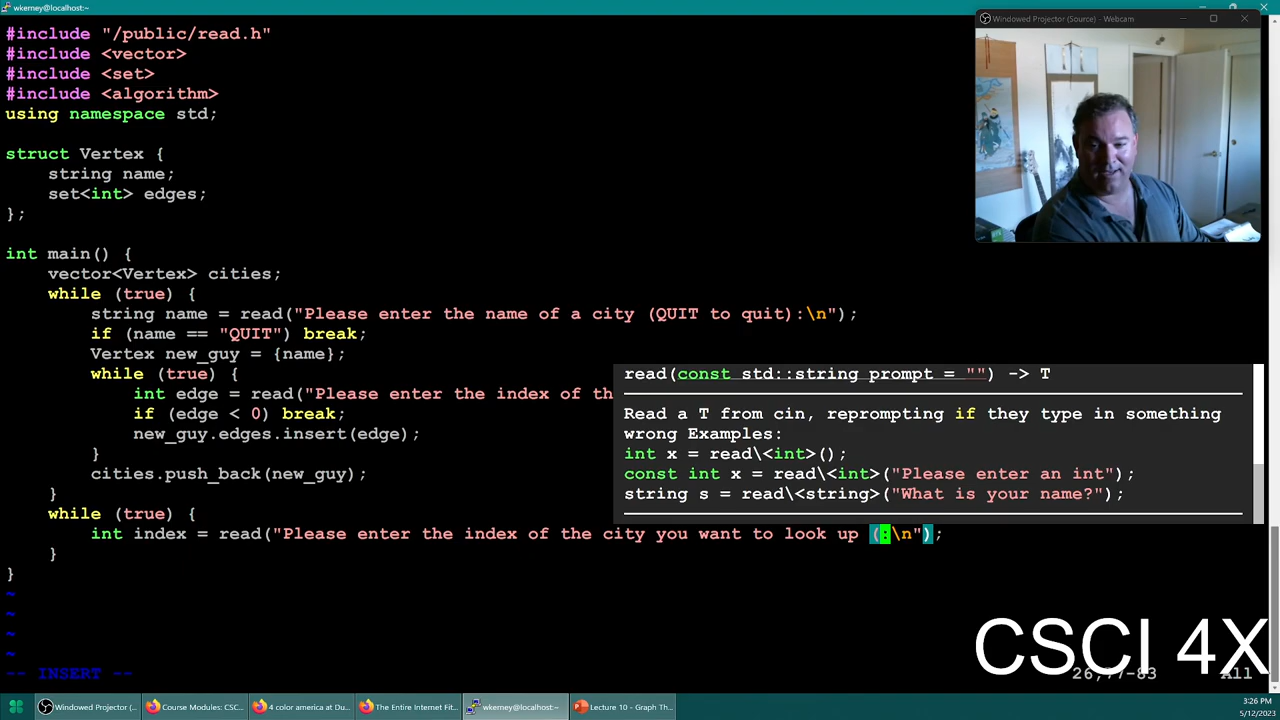 wkerney@localhost:~
#include "/public/read.h"
#include <vector>
#include <set>
#include <algorithm>
using namespace std;
struct Vertex {
string name;
set<int> edges;
};
int main() {
vector<Vertex> cities;
while (true) {
string name = read("Please enter the name of a city (QUIT to quit):\n");
if (name == "QUIT") break;
Vertex new_guy = {name};
while (true) {
int edge = read("Please enter the index of th
if (edge < 0) break;
new_guy.edges.insert(edge);
}
cities.push_back(new_guy);
}
while (true) {
int index = read("Please enter the index of the city you want to look up (:\n");
}
}
~
~
~
~
-- INSERT --
Windowed Projector (Source) - Webcam
read(const std::string prompt = "") -> T
Read a T from cin, reprompting if they type in something
wrong Examples:
int x = read\<int>();
const int x = read\<int>("Please enter an int");
string s = read\<string>("What is your name?");
CSCI 4X
26,77-83 All
Windowed Projector (...
Course Modules: CSC...
4 color america at Du...
The Entire Internet Fit...
wkerney@localhost:~
Lecture 10 - Graph Th...
3:26 PM
5/12/2023